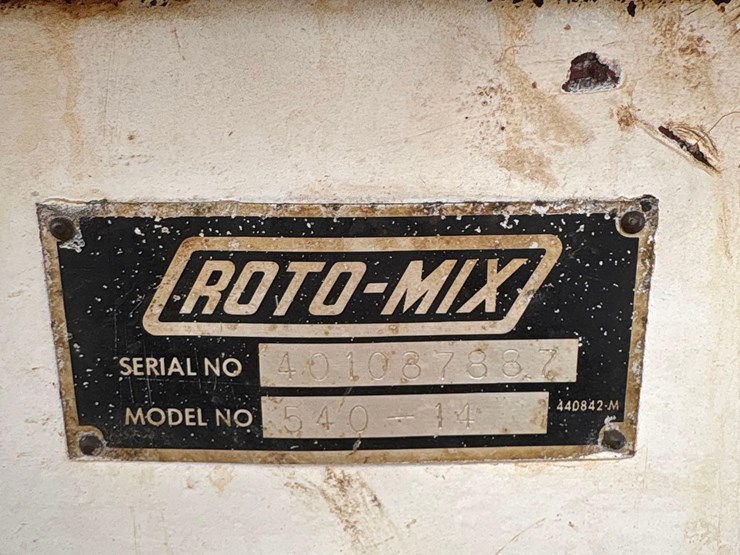 ROTO-MIX
SERIAL NO 401087887
MODEL NO 540-14
440842-M